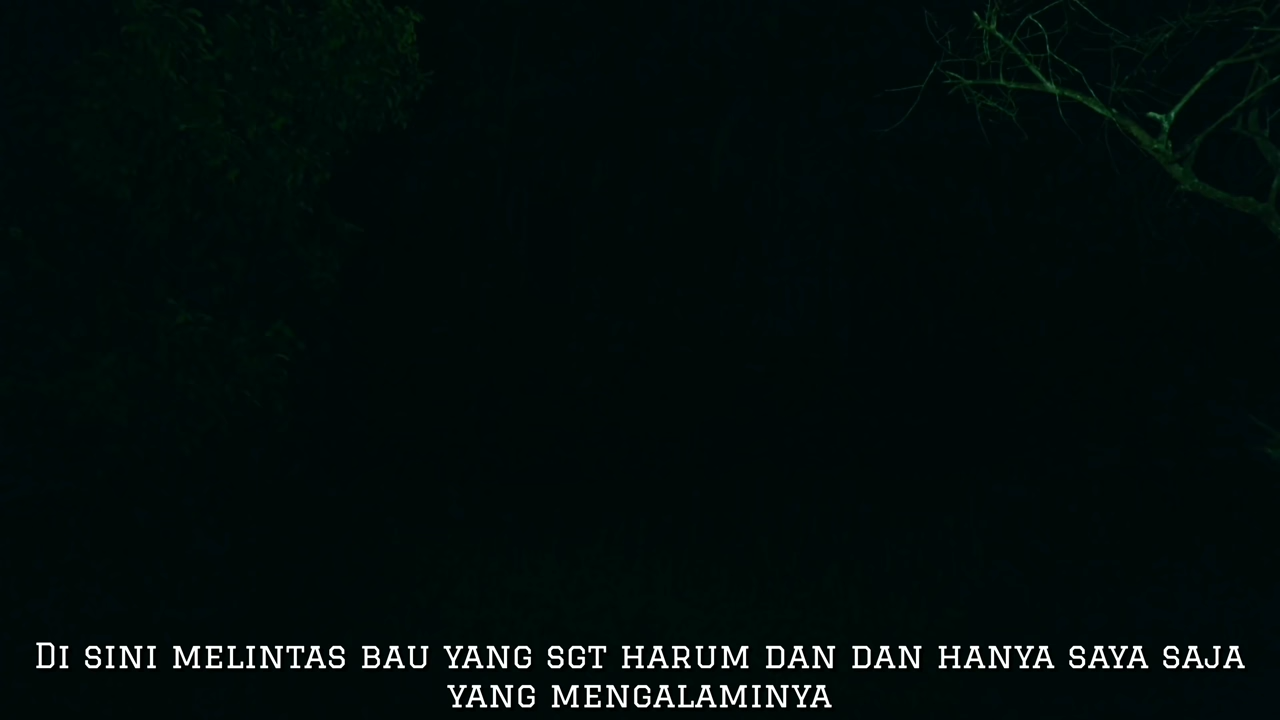 Di sini melintas bau yang sgt harum dan dan hanya saya saja
yang mengalaminya